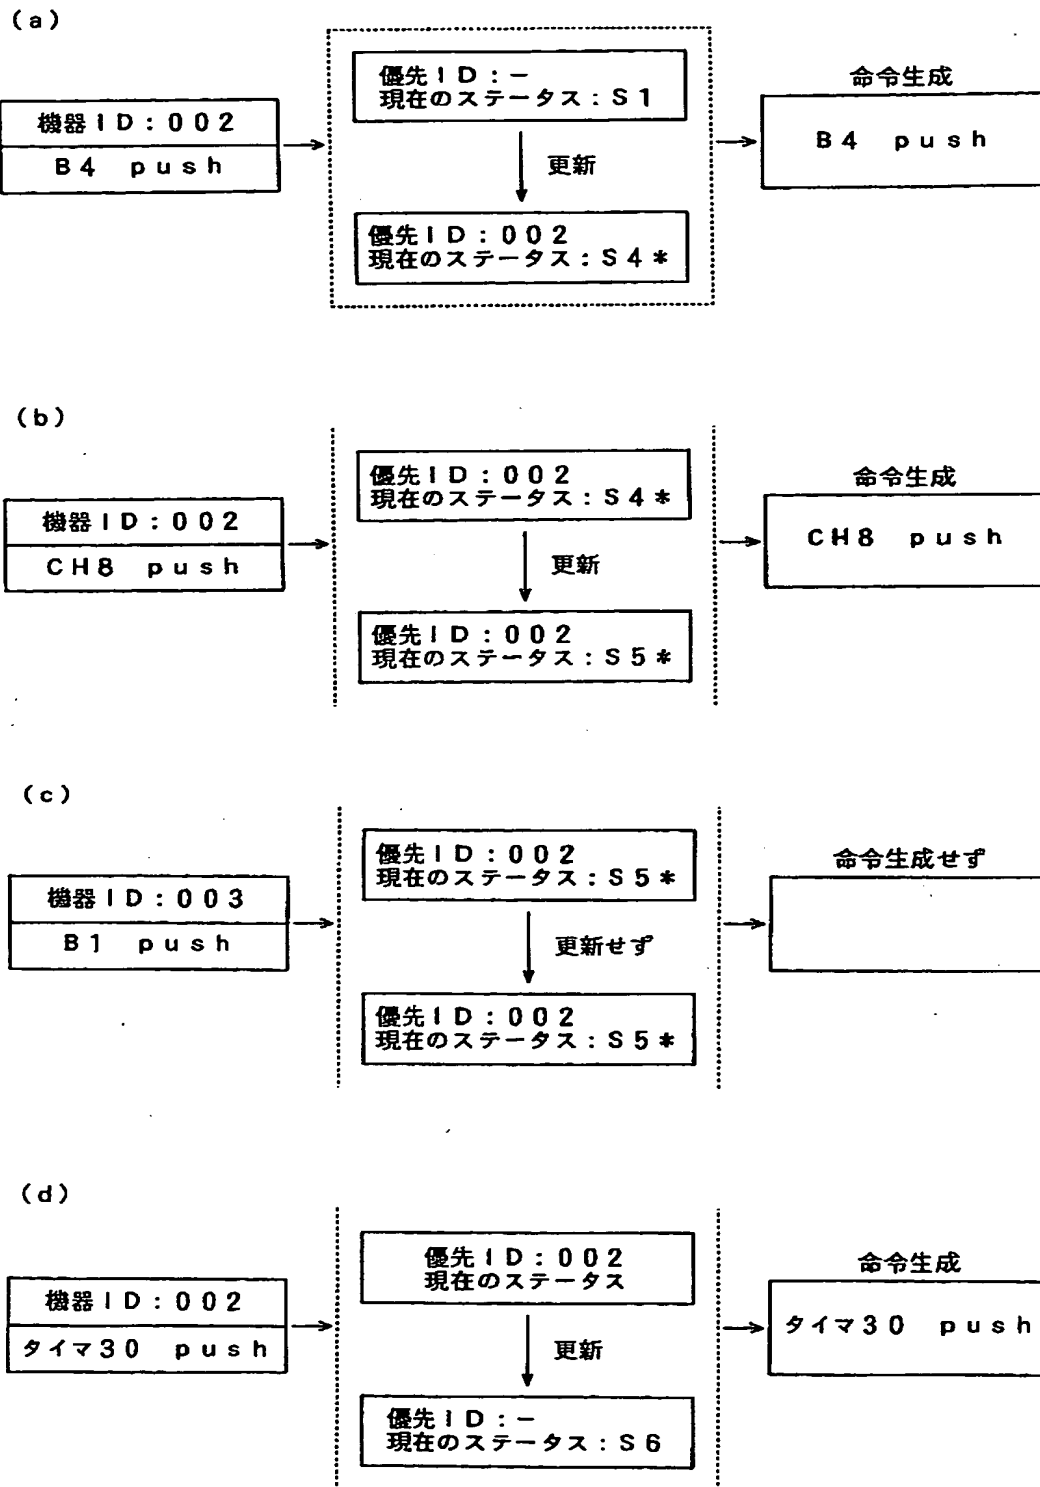 (a)
機器ID:002
B4 push
優先ID:−
現在のステータス:S1
更新
優先ID:002
現在のステータス:S4*
命令生成
B4 push
(b)
機器ID:002
CH8 push
優先ID:002
現在のステータス:S4*
更新
優先ID:002
現在のステータス:S5*
命令生成
CH8 push
(c)
機器ID:003
B1 push
優先ID:002
現在のステータス:S5*
更新せず
優先ID:002
現在のステータス:S5*
命令生成せず
(d)
機器ID:002
タイマ30 push
優先ID:002
現在のステータス
更新
優先ID:−
現在のステータス:S6
命令生成
タイマ30 push